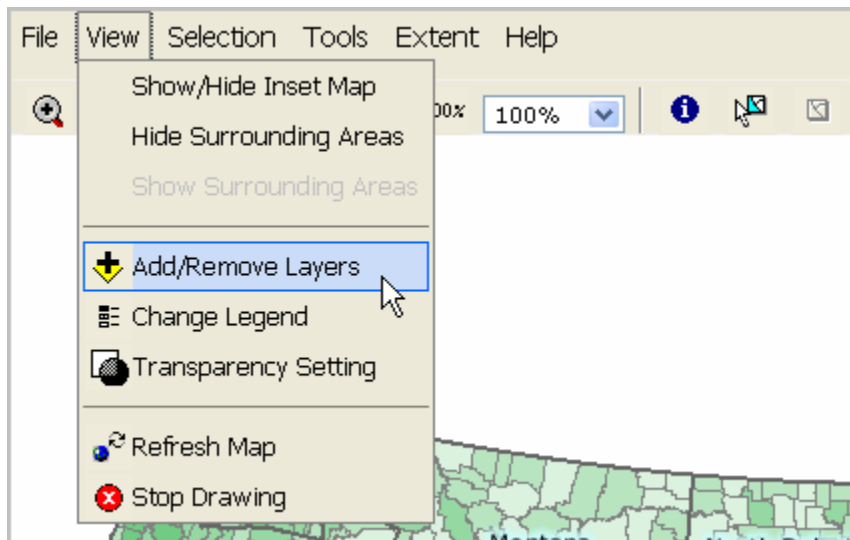 File View Selection Tools Extent Help
Show/Hide Inset Map
100%
Hide Surrounding Areas
Show Surrounding Areas
Add/Remove Layers
Change Legend
Transparency Setting
Refresh Map
Stop Drawing
Montana